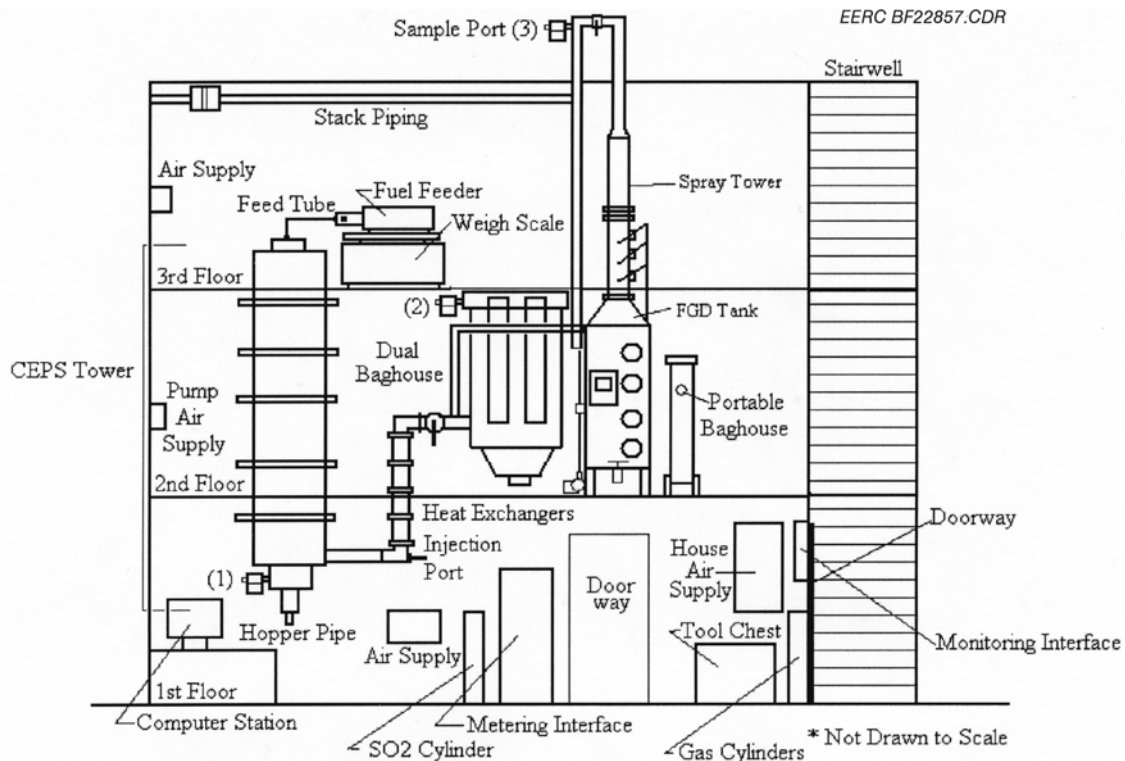 EERC BF22857.CDR
Sample Port (3)
Stairwell
Stack Piping
Air Supply
Fuel Feeder
Spray Tower
Feed Tube
Weigh Scale
3rd Floor
(2)
FGD Tank
CEPS Tower
Dual
Baghouse
Pump
Air
Supply
Portable
Baghouse
2nd Floor
Heat Exchangers
Doorway
Injection
Port
House
Air
Supply
(1)
Door
way
Hopper Pipe
Tool Chest
Monitoring Interface
Air Supply
1st Floor
Computer Station
Metering Interface
SO2 Cylinder
Gas Cylinders
* Not Drawn to Scale